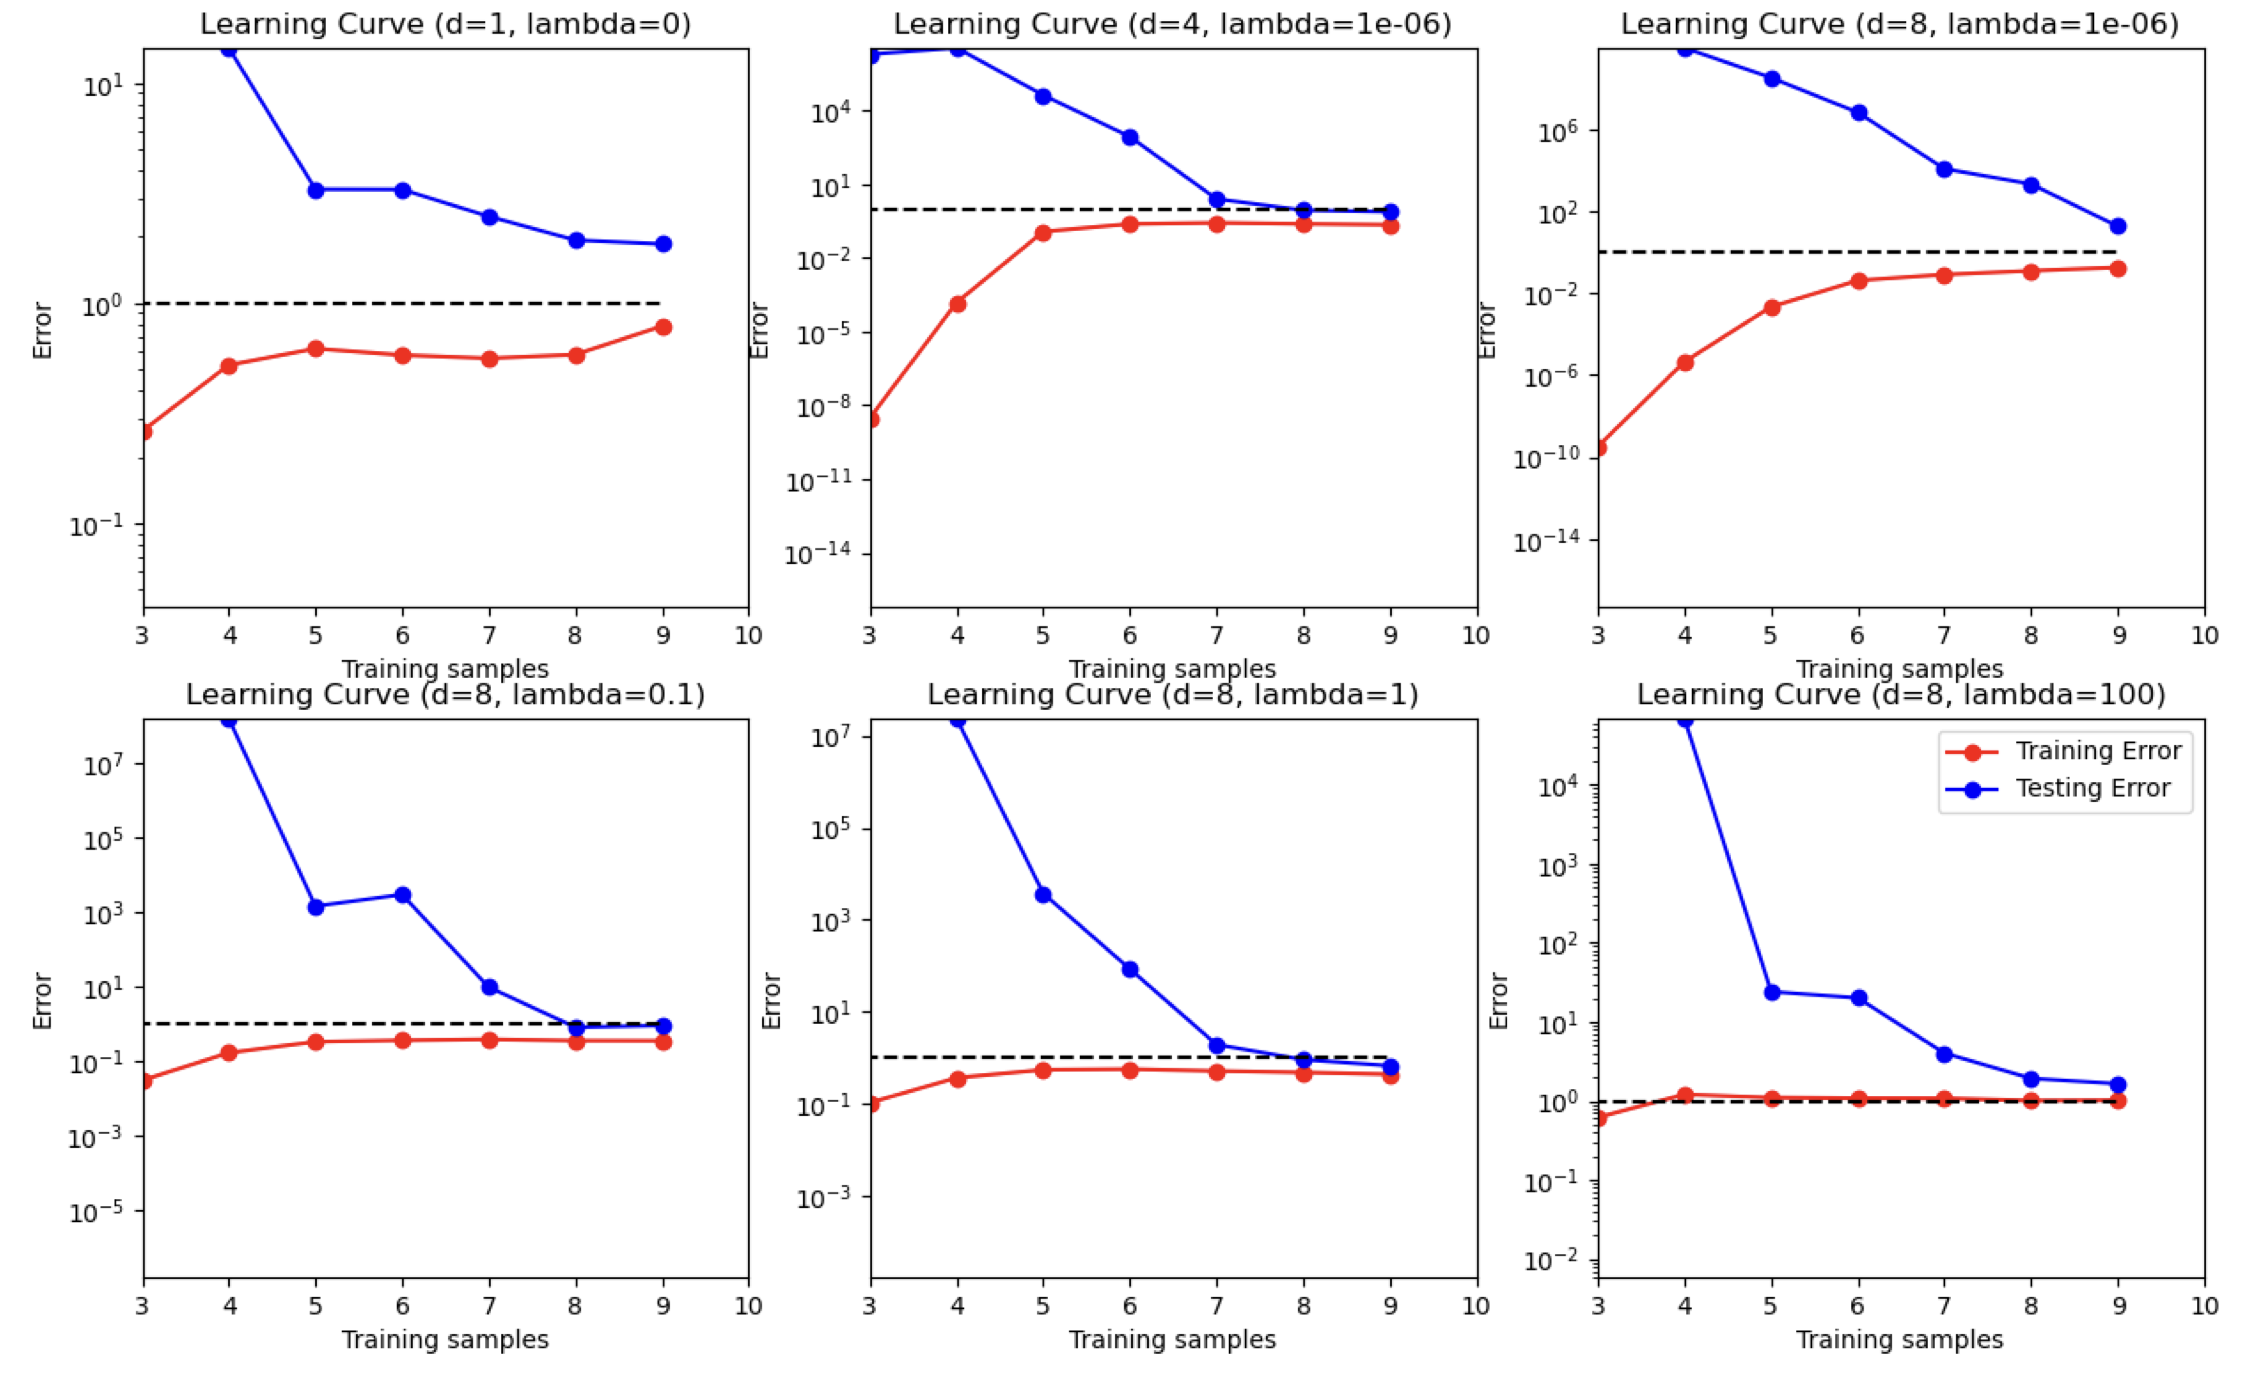 Learning Curve (d=1, lambda=0)
10^1
10^0
10^-1
Error
3 4 5 6 7 8 9 10
Training samples
Learning Curve (d=4, lambda=1e-06)
10^4
10^1
10^-2
10^-5
10^-8
10^-11
10^-14
Error
3 4 5 6 7 8 9 10
Training samples
Learning Curve (d=8, lambda=1e-06)
10^6
10^2
10^-2
10^-6
10^-10
10^-14
Error
3 4 5 6 7 8 9 10
Training samples
Learning Curve (d=8, lambda=0.1)
10^7
10^5
10^3
10^1
10^-1
10^-3
10^-5
Error
3 4 5 6 7 8 9 10
Training samples
Learning Curve (d=8, lambda=1)
10^7
10^5
10^3
10^1
10^-1
10^-3
Error
3 4 5 6 7 8 9 10
Training samples
Learning Curve (d=8, lambda=100)
Training Error
Testing Error
10^4
10^3
10^2
10^1
10^0
10^-1
10^-2
Error
3 4 5 6 7 8 9 10
Training samples